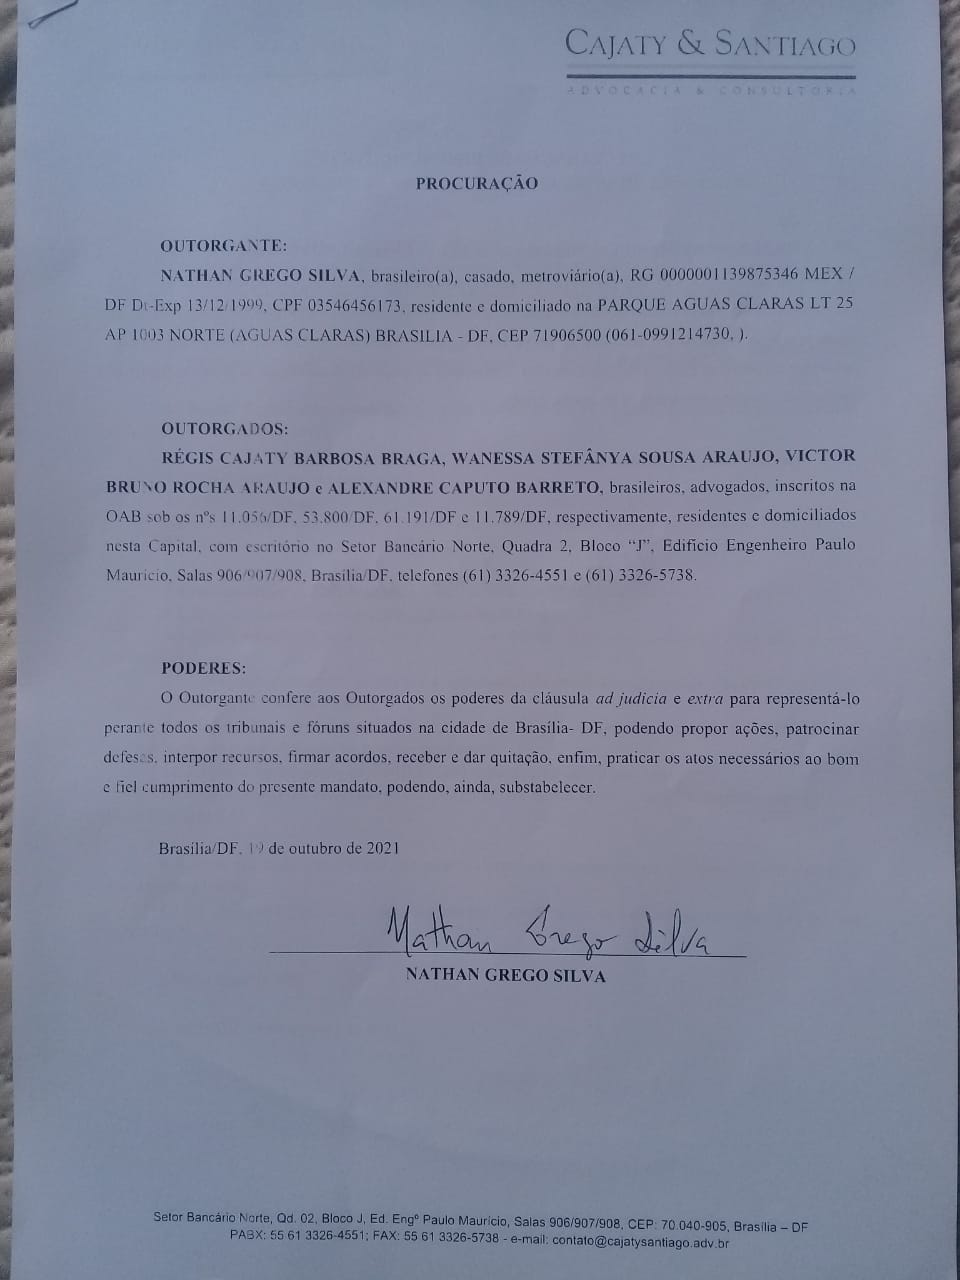 CAJATY & SANTIAGO
ADVOCACIA & CONSULTORIA
PROCURAÇÃO
OUTORGANTE:
NATHAN GREGO SILVA, brasileiro(a), casado, metroviário(a), RG 0000001139875346 MEX /
DF Dt-Exp 13/12/1999, CPF 03546456173, residente e domiciliado na PARQUE AGUAS CLARAS LT 25
AP 1003 NORTE (AGUAS CLARAS) BRASILIA - DF, CEP 71906500 (061-0991214730, ).
OUTORGADOS:
RÉGIS CAJATY BARBOSA BRAGA, WANESSA STEFÂNYA SOUSA ARAUJO, VICTOR
BRUNO ROCHA ARAUJO e ALEXANDRE CAPUTO BARRETO, brasileiros, advogados, inscritos na
OAB sob os nºs 11.056/DF, 53.800/DF, 61.191/DF e 11.789/DF, respectivamente, residentes e domiciliados
nesta Capital, com escritório no Setor Bancário Norte, Quadra 2, Bloco “J”, Edifício Engenheiro Paulo
Maurício, Salas 906/907/908, Brasília/DF, telefones (61) 3326-4551 e (61) 3326-5738.
PODERES:
O Outorgante confere aos Outorgados os poderes da cláusula ad judicia e extra para representá-lo
perante todos os tribunais e fóruns situados na cidade de Brasília- DF, podendo propor ações, patrocinar
defesas, interpor recursos, firmar acordos, receber e dar quitação, enfim, praticar os atos necessários ao bom
e fiel cumprimento do presente mandato, podendo, ainda, substabelecer.
Brasília/DF, 19 de outubro de 2021
Nathan Grego Silva
NATHAN GREGO SILVA
Setor Bancário Norte, Qd. 02, Bloco J, Ed. Engº Paulo Maurício, Salas 906/907/908, CEP: 70.040-905, Brasília – DF
PABX: 55 61 3326-4551; FAX: 55 61 3326-5738 - e-mail: contato@cajatysantiago.adv.br